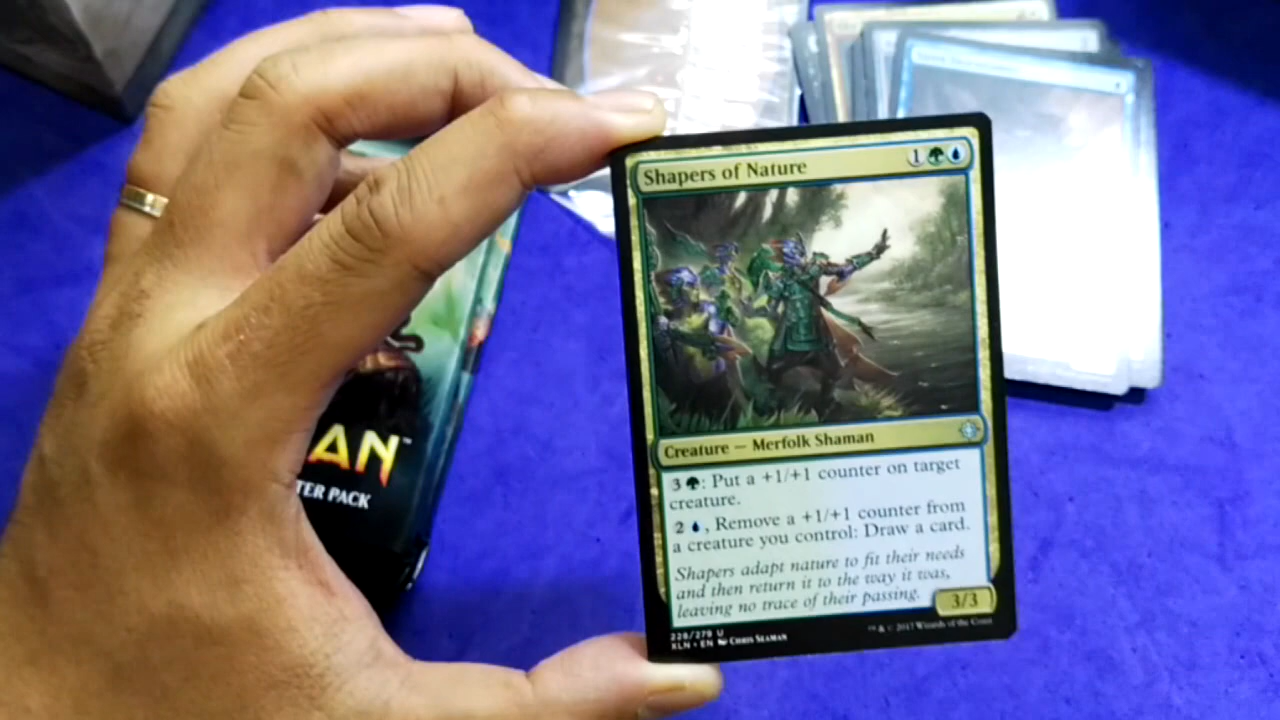 Shapers of Nature
1
Creature — Merfolk Shaman
3 : Put a +1/+1 counter on target
creature.
2 , Remove a +1/+1 counter from
a creature you control: Draw a card.
Shapers adapt nature to fit their needs
and then return it to the way it was,
leaving no trace of their passing.
3/3
226/279 U
XLN • EN Chris Seaman
™ & © 2017 Wizards of the Coast
AN™
TER PACK